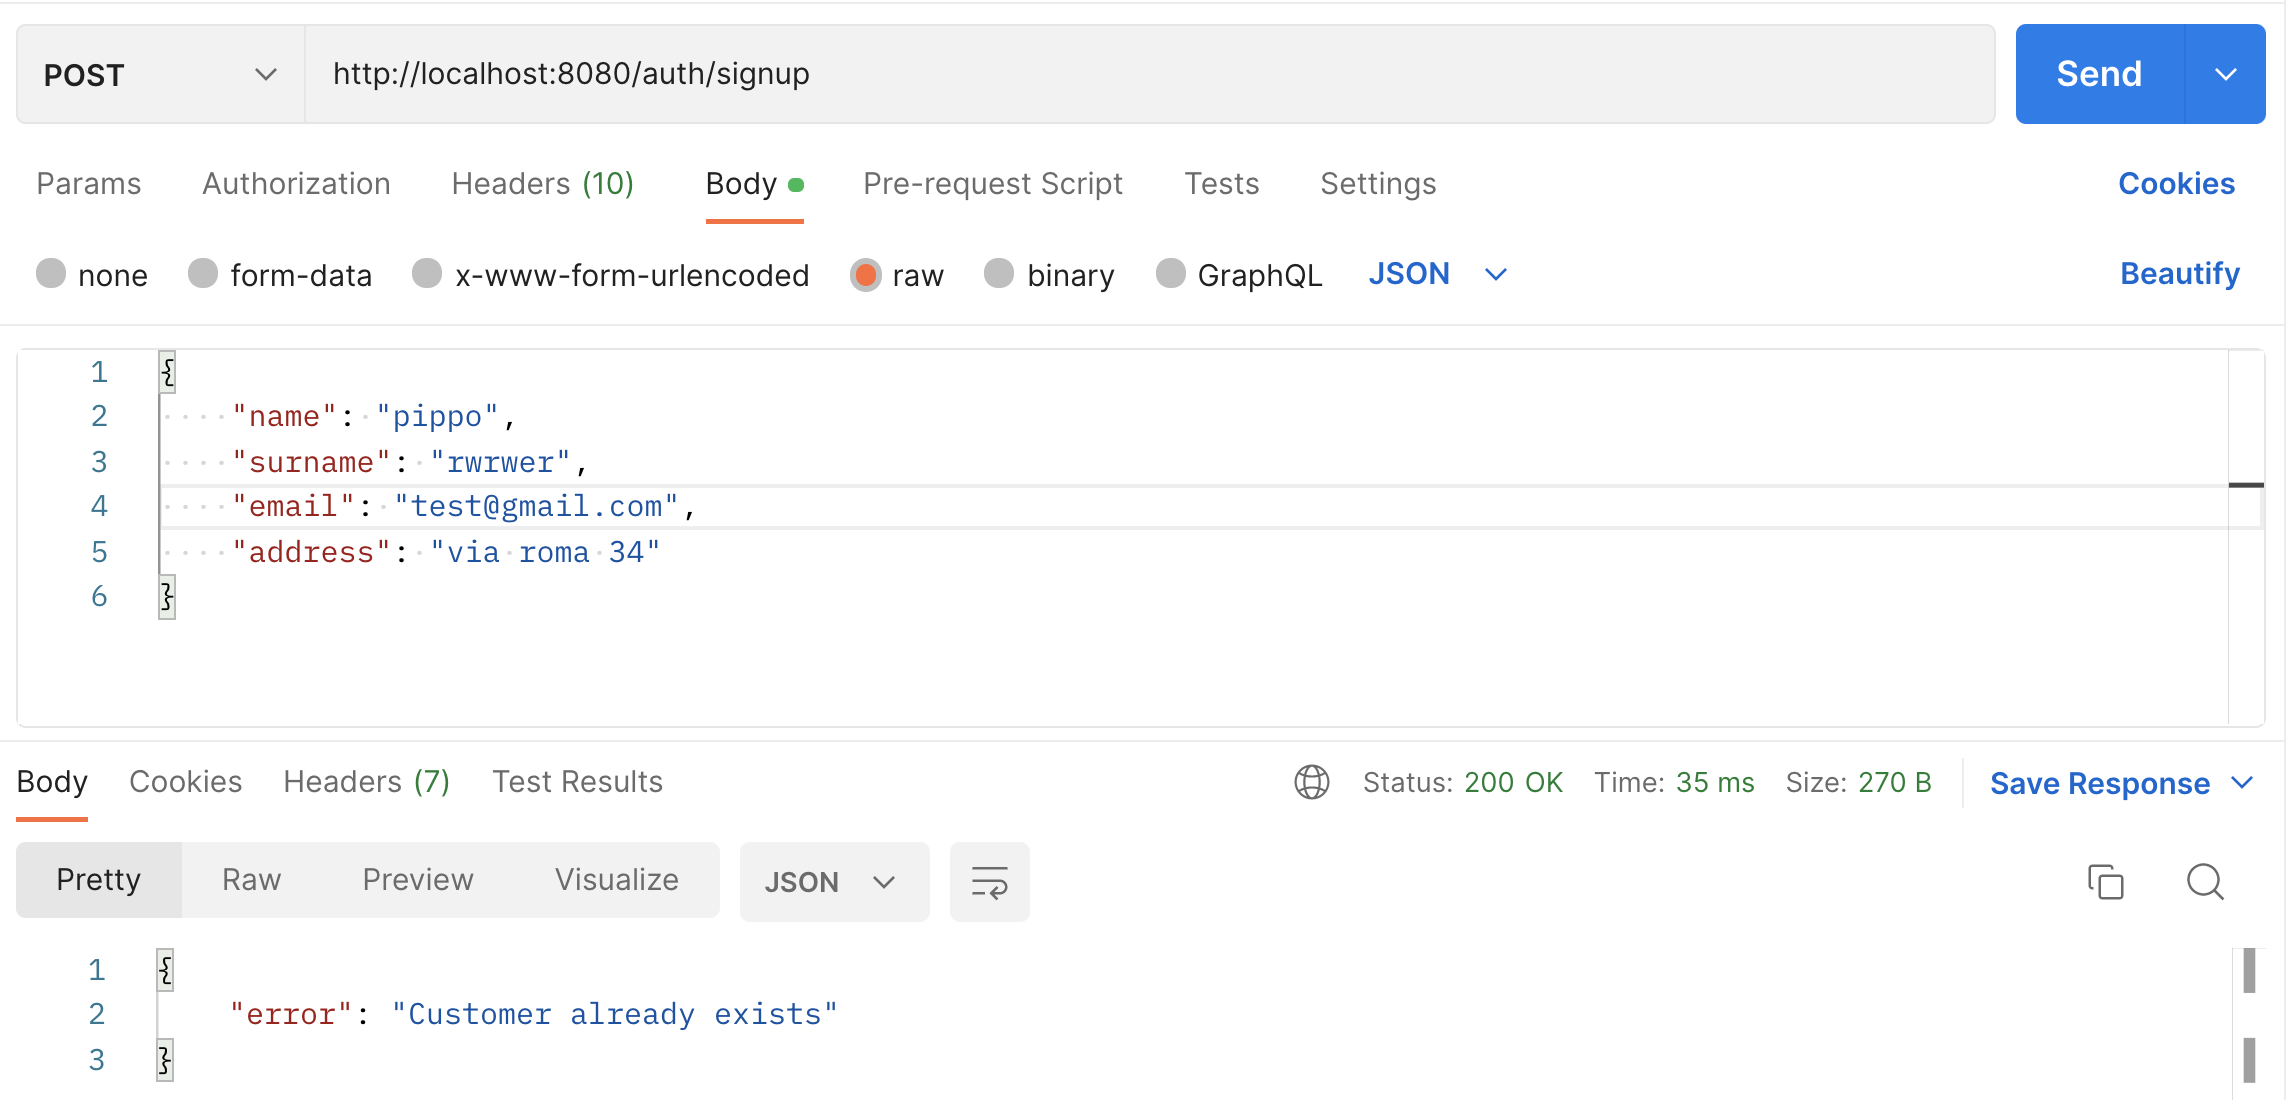 POST http://localhost:8080/auth/signup Send
Params Authorization Headers (10) Body Pre-request Script Tests Settings Cookies
none form-data x-www-form-urlencoded raw binary GraphQL JSON Beautify
1 {
2 "name": "pippo",
3 "surname": "rwrwer",
4 "email": "test@gmail.com",
5 "address": "via roma 34"
6 }
Body Cookies Headers (7) Test Results Status: 200 OK Time: 35 ms Size: 270 B Save Response
Pretty Raw Preview Visualize JSON
1 {
2 "error": "Customer already exists"
3 }